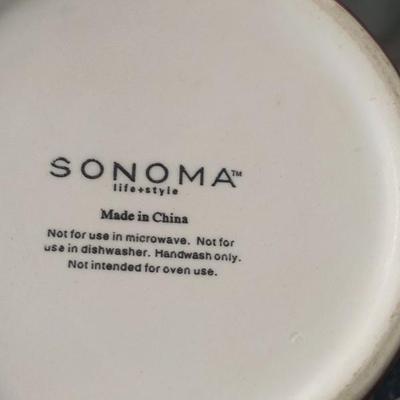 SONOMA™
life+style
Made in China
Not for use in microwave. Not for
use in dishwasher. Handwash only.
Not intended for oven use.